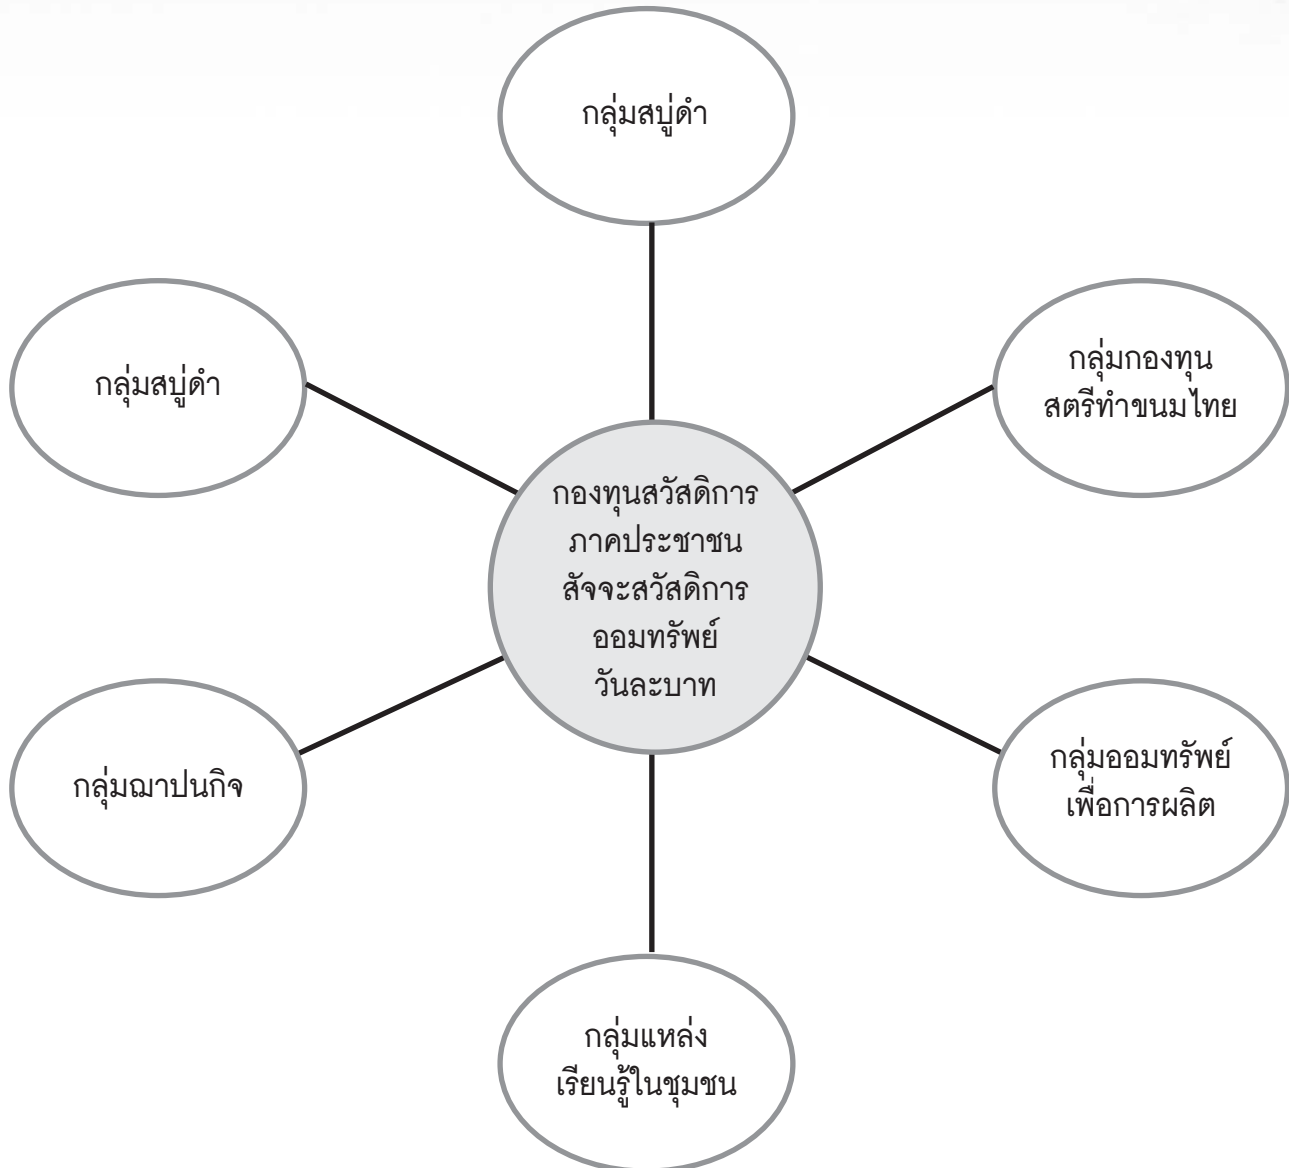 กลุ่มสบู่ดำ
กลุ่มสบู่ดำ
กลุ่มกองทุน
สตรีทำขนมไทย
กองทุนสวัสดิการ
ภาคประชาชน
สัจจะสวัสดิการ
ออมทรัพย์
วันละบาท
กลุ่มฌาปนกิจ
กลุ่มออมทรัพย์
เพื่อการผลิต
กลุ่มแหล่ง
เรียนรู้ในชุมชน